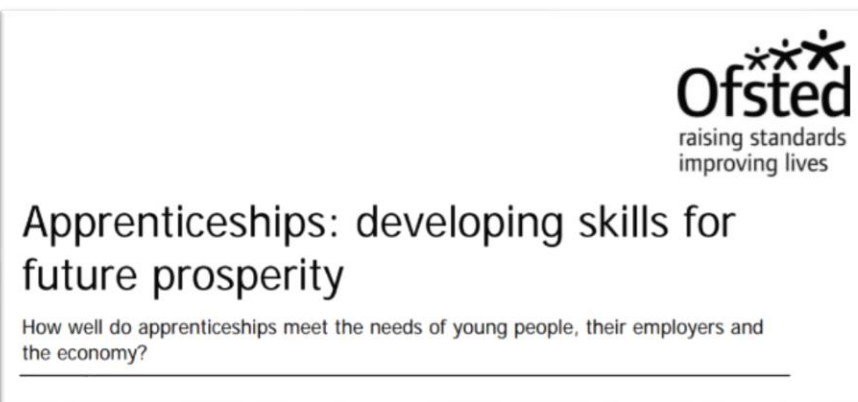 Ofsted
raising standards
improving lives
Apprenticeships: developing skills for
future prosperity
How well do apprenticeships meet the needs of young people, their employers and
the economy?